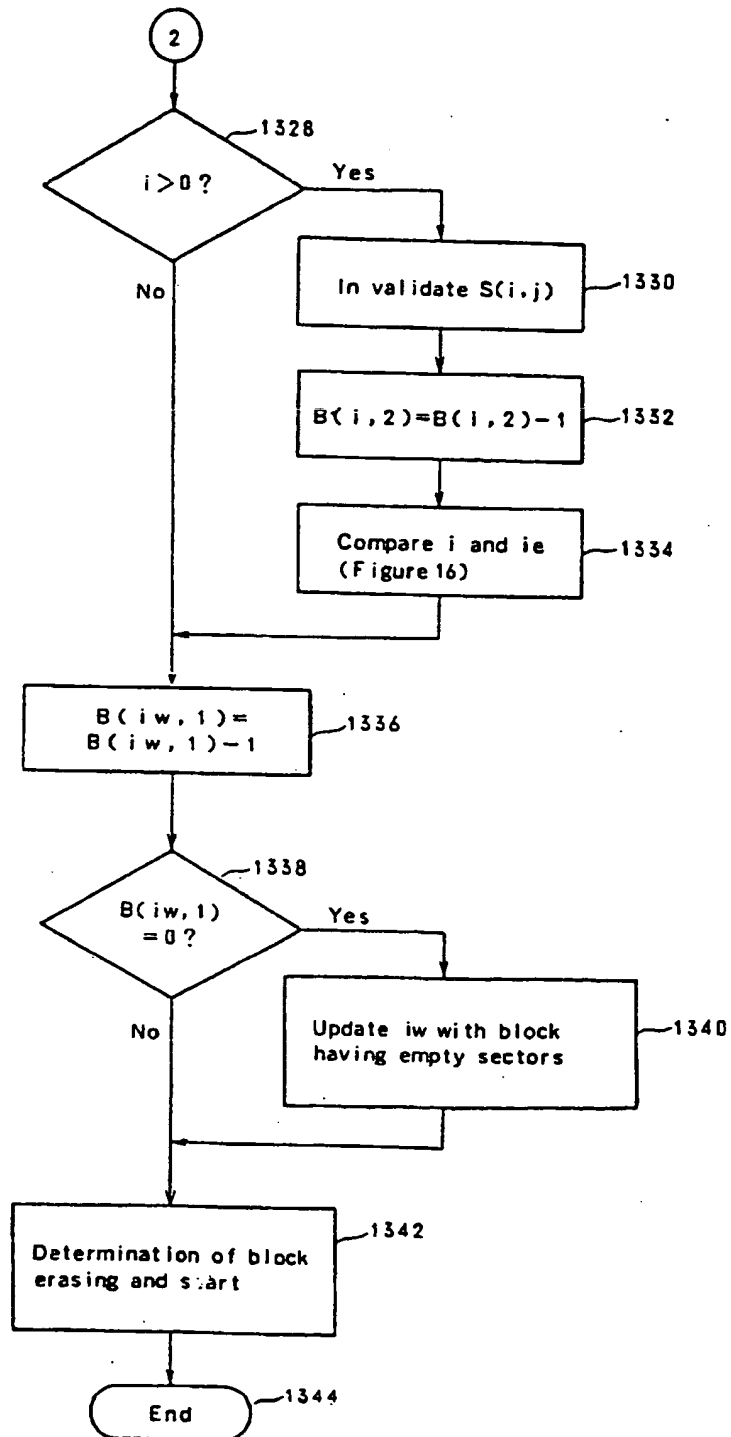 2
1328
i>0?
Yes
No
In validate S(i,j)
1330
B(i,2)=B(i,2)-1
1332
Compare i and ie
(Figure 16)
1334
B(iw,1)=
B(iw,1)-1
1336
1338
B(iw,1)
=0?
Yes
No
Update iw with block
having empty sectors
1340
1342
Determination of block
erasing and start
1344
End